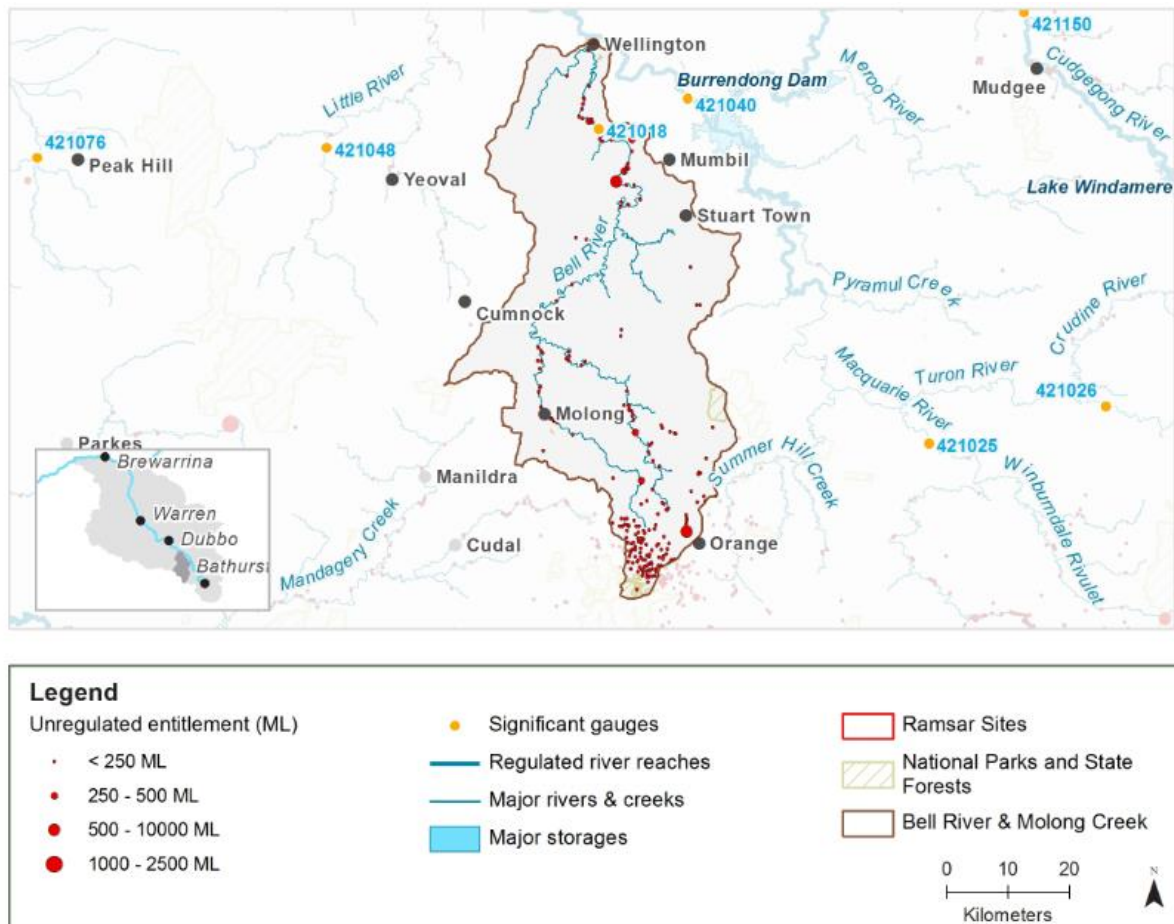 421150
Wellington
Burrendong Dam
Meroo River
Cudgegong River
Mudgee
Little River
421040
421018
421076
421048
Peak Hill
Mumbil
Yeoval
Lake Windamere
Stuart Town
Bell River
Pyramul Creek
Crudine River
Cumnock
Macquarie River
Turon River
421026
Molong
421025
Parkes
Summer Hill Creek
Winburndale Rivulet
Brewarrina
Manildra
Warren
Mandagery Creek
Cudal
Orange
Dubbo
Bathurst
Legend
Unregulated entitlement (ML)
< 250 ML
250 - 500 ML
500 - 10000 ML
1000 - 2500 ML
Significant gauges
Regulated river reaches
Major rivers & creeks
Major storages
Ramsar Sites
National Parks and State
Forests
Bell River & Molong Creek
0 10 20
Kilometers
N